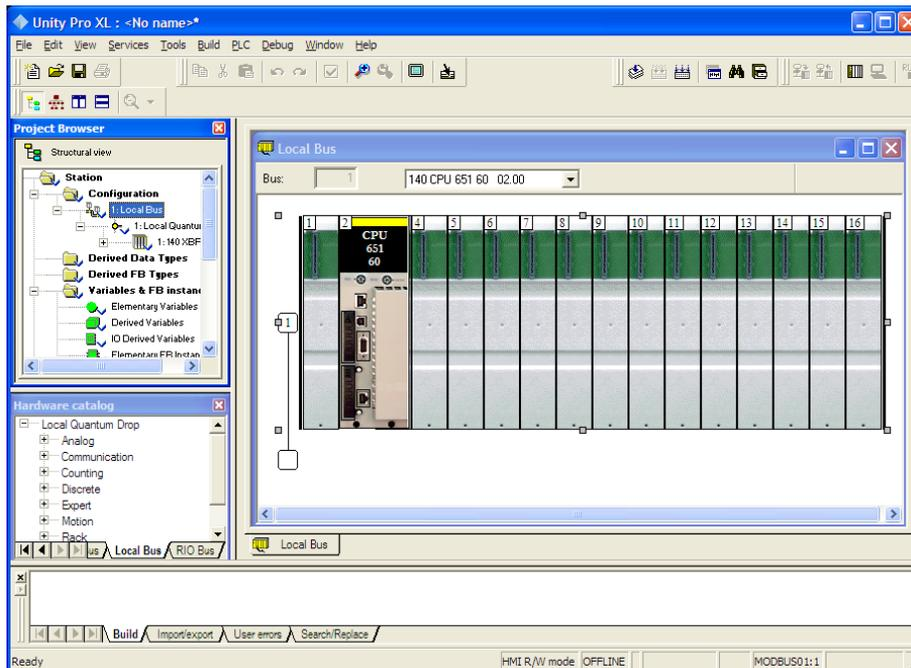 Unity Pro XL : <No name>*
File Edit View Services Tools Build PLC Debug Window Help
Project Browser
Structural view
Station
Configuration
1: Local Bus
1: Local Quantu
1: 140 XBF
Derived Data Types
Derived FB Types
Variables & FB instan
Elementary Variables
Derived Variables
IO Derived Variables
Elementary FB Instan
Hardware catalog
Local Quantum Drop
Analog
Communication
Counting
Discrete
Expert
Motion
Rack
us Local Bus RIO Bus
Local Bus
Bus: 1 140 CPU 651 60 02.00
1 2 4 5 6 7 8 9 10 11 12 13 14 15 16
CPU
651
60
1
Local Bus
Build Import/export User errors Search/Replace
Ready HMI R/W mode OFFLINE MODBUS01:1